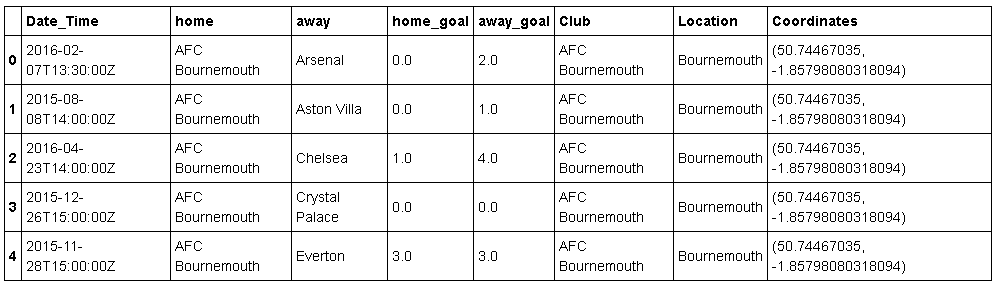 Date_Time home away home_goal away_goal Club Location Coordinates
0 2016-02-07T13:30:00Z AFC Bournemouth Arsenal 0.0 2.0 AFC Bournemouth Bournemouth (50.74467035, -1.85798080318094)
1 2015-08-08T14:00:00Z AFC Bournemouth Aston Villa 0.0 1.0 AFC Bournemouth Bournemouth (50.74467035, -1.85798080318094)
2 2016-04-23T14:00:00Z AFC Bournemouth Chelsea 1.0 4.0 AFC Bournemouth Bournemouth (50.74467035, -1.85798080318094)
3 2015-12-26T15:00:00Z AFC Bournemouth Crystal Palace 0.0 0.0 AFC Bournemouth Bournemouth (50.74467035, -1.85798080318094)
4 2015-11-28T15:00:00Z AFC Bournemouth Everton 3.0 3.0 AFC Bournemouth Bournemouth (50.74467035, -1.85798080318094)